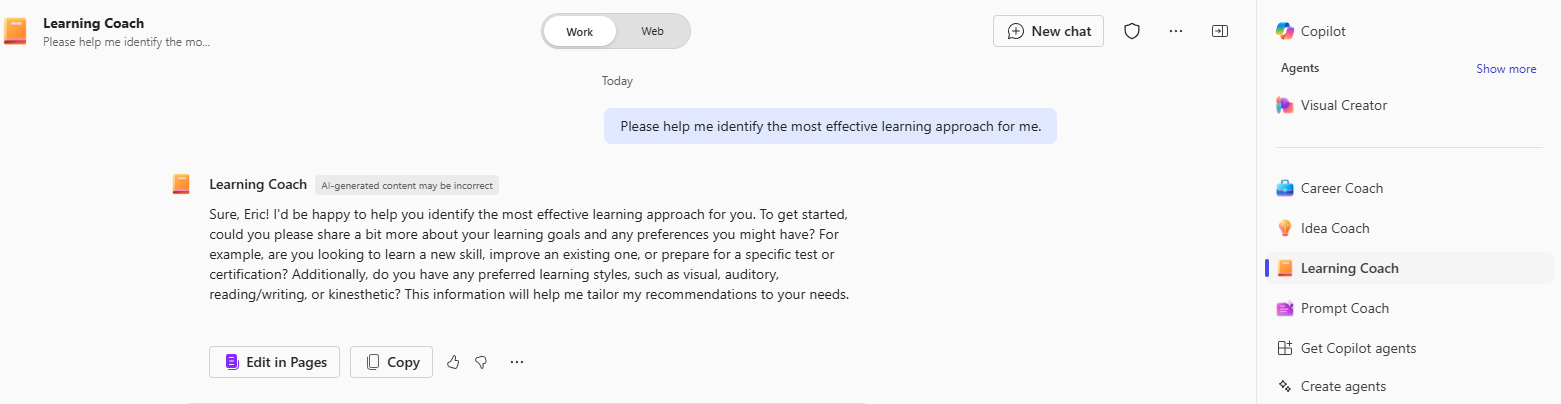 Learning Coach
Please help me identify the mo...
Work
Web
New chat
Today
Please help me identify the most effective learning approach for me.
Learning Coach
AI-generated content may be incorrect
Sure, Eric! I'd be happy to help you identify the most effective learning approach for you. To get started,
could you please share a bit more about your learning goals and any preferences you might have? For
example, are you looking to learn a new skill, improve an existing one, or prepare for a specific test or
certification? Additionally, do you have any preferred learning styles, such as visual, auditory,
reading/writing, or kinesthetic? This information will help me tailor my recommendations to your needs.
Edit in Pages
Copy
Copilot
Agents
Show more
Visual Creator
Career Coach
Idea Coach
Learning Coach
Prompt Coach
Get Copilot agents
Create agents